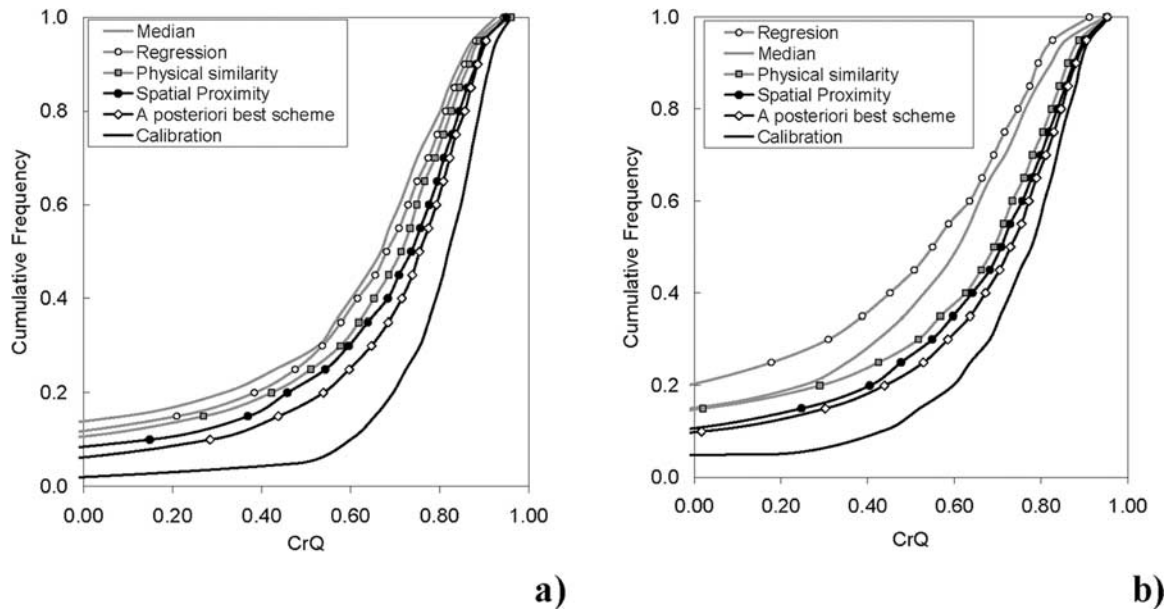 1.0
0.8
0.6
0.4
0.2
0.0
Cumulative Frequency
Median
Regression
Physical similarity
Spatial Proximity
A posteriori best scheme
Calibration
0.00 0.20 0.40 0.60 0.80 1.00
CrQ
a)
1.0
0.8
0.6
0.4
0.2
0.0
Cumulative Frequency
Regresion
Median
Physical similarity
Spatial Proximity
A posteriori best scheme
Calibration
0.00 0.20 0.40 0.60 0.80 1.00
CrQ
b)